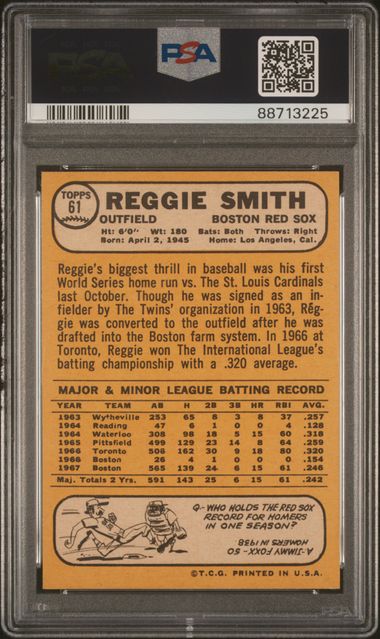 PSA
PSA
88713225
TOPPS
61
REGGIE SMITH
OUTFIELD BOSTON RED SOX
Ht: 6'0" Wt: 180 Bats: Both Throws: Right
Born: April 2, 1945 Home: Los Angeles, Cal.
Reggie's biggest thrill in baseball was his first
World Series home run vs. The St. Louis Cardinals
last October. Though he was signed as an in-
fielder by The Twins' organization in 1963, Reg-
gie was converted to the outfield after he was
drafted into the Boston farm system. In 1966 at
Toronto, Reggie won The International League's
batting championship with a .320 average.
MAJOR & MINOR LEAGUE BATTING RECORD
YEAR TEAM AB H 2B 3B HR RBI AVG.
1963 Wytheville 253 65 8 3 8 37 .257
1964 Reading 47 6 1 0 0 4 .128
1964 Waterloo 308 98 18 5 15 60 .318
1965 Pittsfield 499 129 23 14 8 64 .259
1966 Toronto 506 162 30 9 18 80 .320
1966 Boston 26 4 1 0 0 0 .154
1967 Boston 565 139 24 6 15 61 .246
Maj. Totals 2 Yrs. 591 143 25 6 15 61 .242
Q- WHO HOLDS THE RED SOX
RECORD FOR HOMERS
IN ONE SEASON?
A- JIMMY FOXX- 50
HOMERS IN 1938
©T.C.G. PRINTED IN U.S.A.